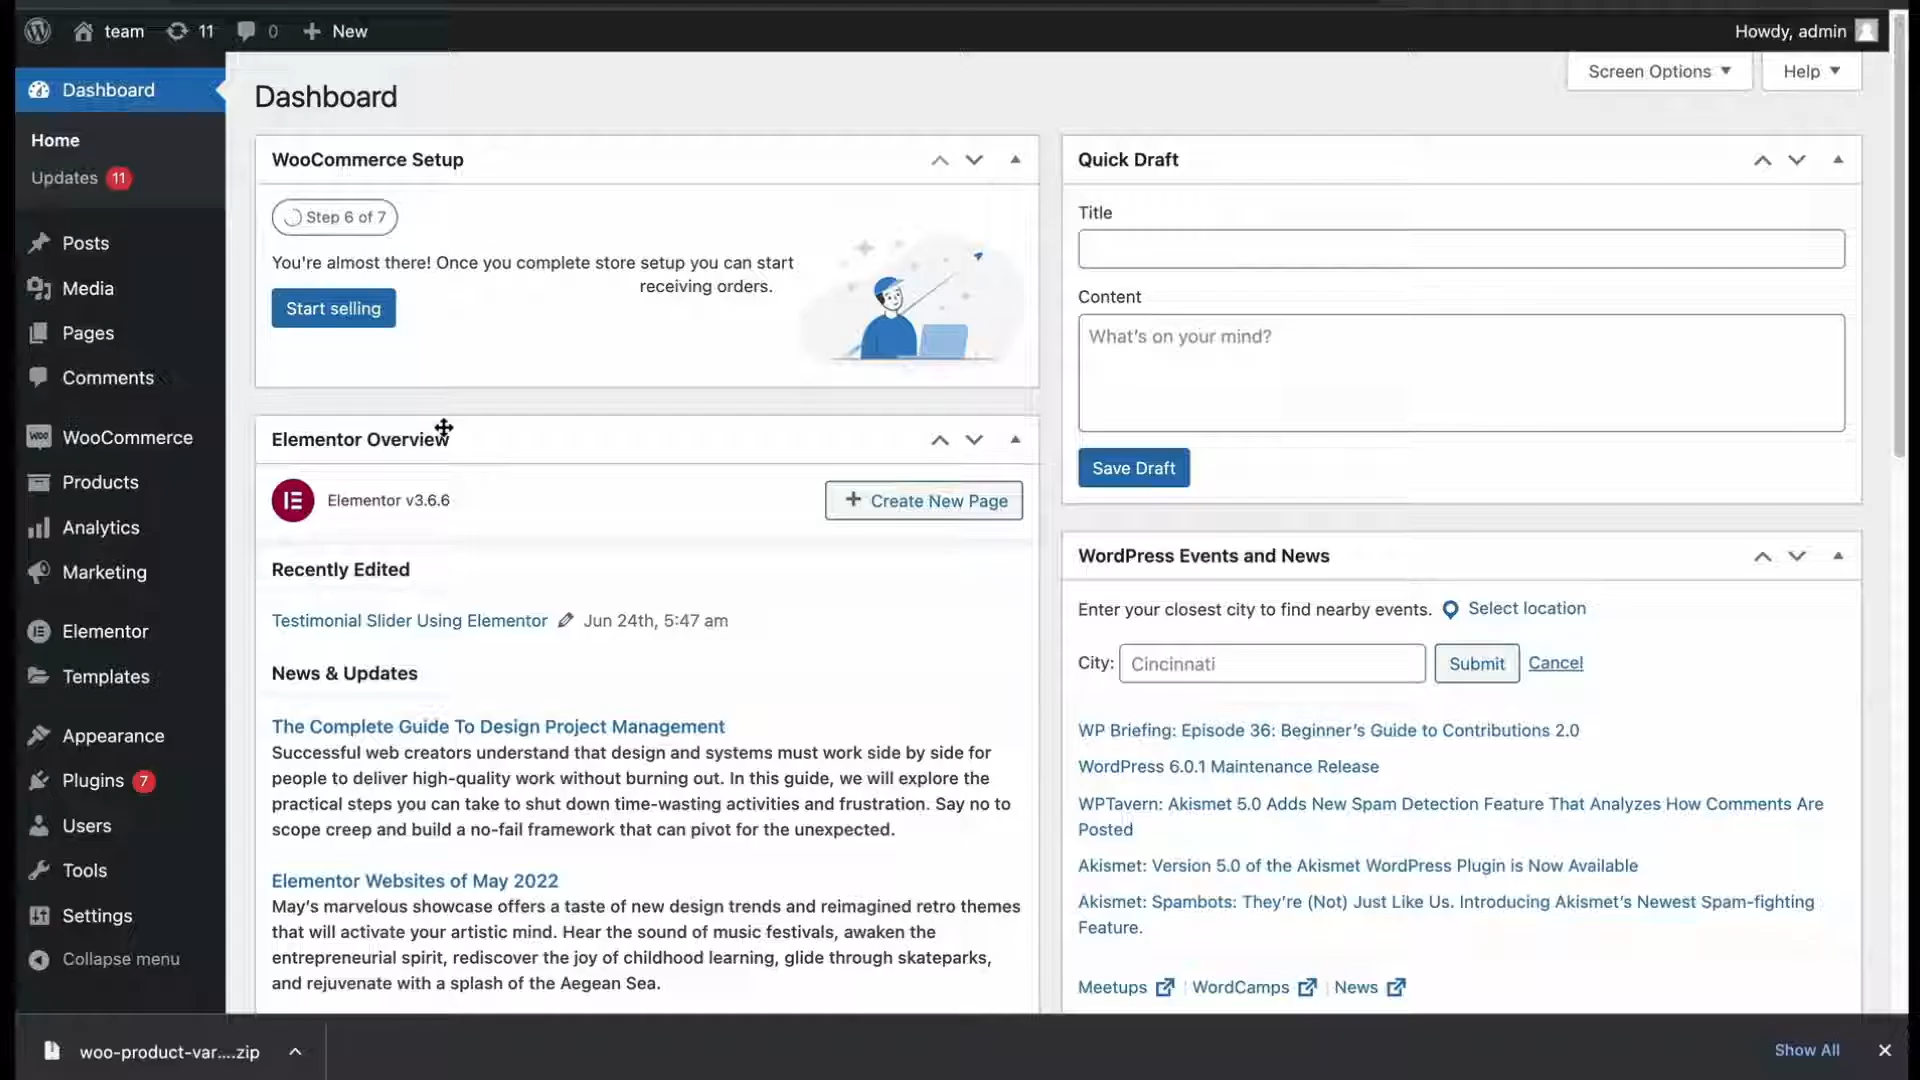 team 11 0 + New
Howdy, admin
Screen Options ▼ Help ▼
Dashboard
Home
Updates 11
Posts
Media
Pages
Comments
WooCommerce
Products
Analytics
Marketing
Elementor
Templates
Appearance
Plugins 7
Users
Tools
Settings
Collapse menu
Dashboard
WooCommerce Setup
Step 6 of 7
You're almost there! Once you complete store setup you can start
receiving orders.
Start selling
Elementor Overview
Elementor v3.6.6
+ Create New Page
Recently Edited
Testimonial Slider Using Elementor Jun 24th, 5:47 am
News & Updates
The Complete Guide To Design Project Management
Successful web creators understand that design and systems must work side by side for
people to deliver high-quality work without burning out. In this guide, we will explore the
practical steps you can take to shut down time-wasting activities and frustration. Say no to
scope creep and build a no-fail framework that can pivot for the unexpected.
Elementor Websites of May 2022
May’s marvelous showcase offers a taste of new design trends and reimagined retro themes
that will activate your artistic mind. Hear the sound of music festivals, awaken the
entrepreneurial spirit, rediscover the joy of childhood learning, glide through skateparks,
and rejuvenate with a splash of the Aegean Sea.
Quick Draft
Title
Content
What’s on your mind?
Save Draft
WordPress Events and News
Enter your closest city to find nearby events. Select location
City: Cincinnati Submit Cancel
WP Briefing: Episode 36: Beginner’s Guide to Contributions 2.0
WordPress 6.0.1 Maintenance Release
WPTavern: Akismet 5.0 Adds New Spam Detection Feature That Analyzes How Comments Are
Posted
Akismet: Version 5.0 of the Akismet WordPress Plugin is Now Available
Akismet: Spambots: They’re (Not) Just Like Us. Introducing Akismet’s Newest Spam-fighting
Feature.
Meetups | WordCamps | News
woo-product-var....zip
Show All